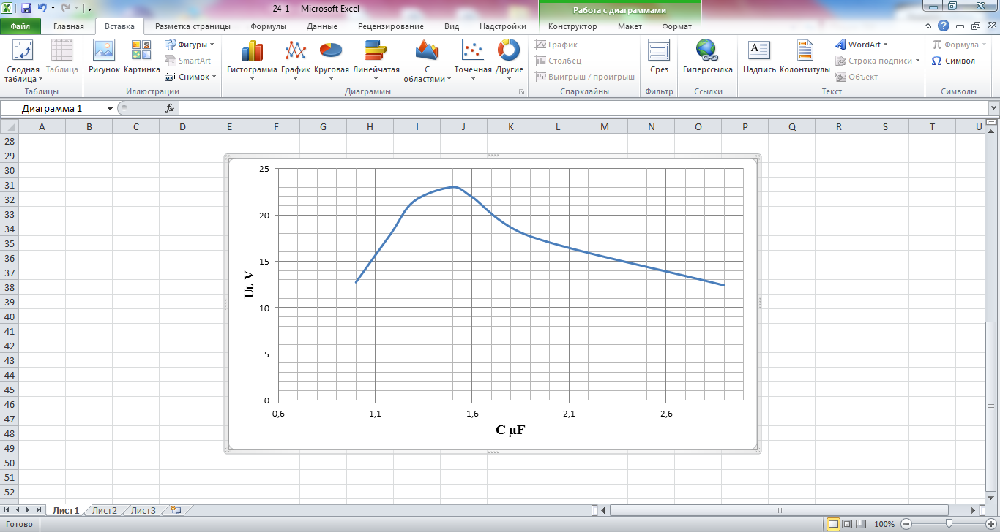 24-1 - Microsoft Excel
Работа с диаграммами
Файл Главная Вставка Разметка страницы Формулы Данные Рецензирование Вид Надстройки Конструктор Макет Формат
Сводная таблица
Таблица
Таблицы
Рисунок
Картинка
Фигуры
SmartArt
Снимок
Иллюстрации
Гистограмма
График
Круговая
Линейчатая
С областями
Точечная
Другие
Диаграммы
График
Столбец
Выигрыш / проигрыш
Спарклайны
Срез
Фильтр
Гиперссылка
Ссылки
Надпись
Колонтитулы
WordArt
Строка подписи
Объект
Текст
π Формула
Ω Символ
Символы
Диаграмма 1
fx
A B C D E F G H I J K L M N O P Q R S T U
28
29
30
31
32
33
34
35
36
37
38
39
40
41
42
43
44
45
46
47
48
49
50
51
52
25
20
15
10
5
0
UL V
0,6 1,1 1,6 2,1 2,6
C μF
Лист1 Лист2 Лист3
Готово
100%